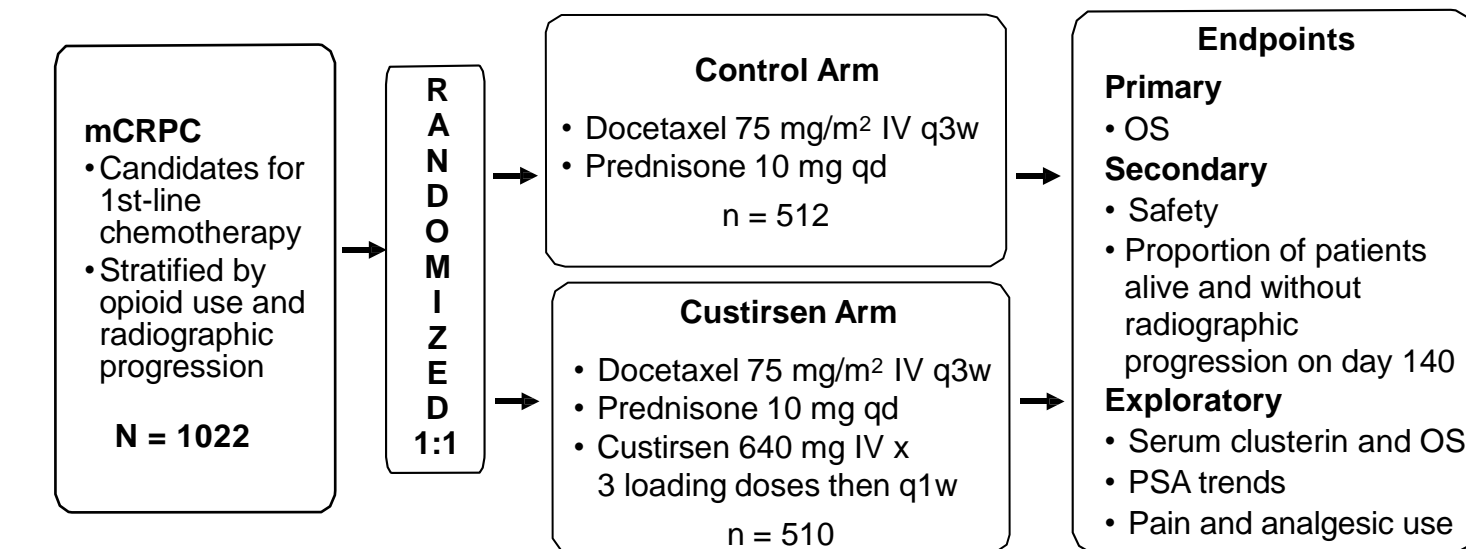 mCRPC
•Candidates for
1st-line
chemotherapy
•Stratified by
opioid use and
radiographic
progression
N = 1022
R
A
N
D
O
M
I
Z
E
D
1:1
Control Arm
• Docetaxel 75 mg/m² IV q3w
• Prednisone 10 mg qd
n = 512
Custirsen Arm
• Docetaxel 75 mg/m² IV q3w
• Prednisone 10 mg qd
• Custirsen 640 mg IV x
3 loading doses then q1w
n = 510
Endpoints
Primary
• OS
Secondary
• Safety
• Proportion of patients
alive and without
radiographic
progression on day 140
Exploratory
• Serum clusterin and OS
• PSA trends
• Pain and analgesic use